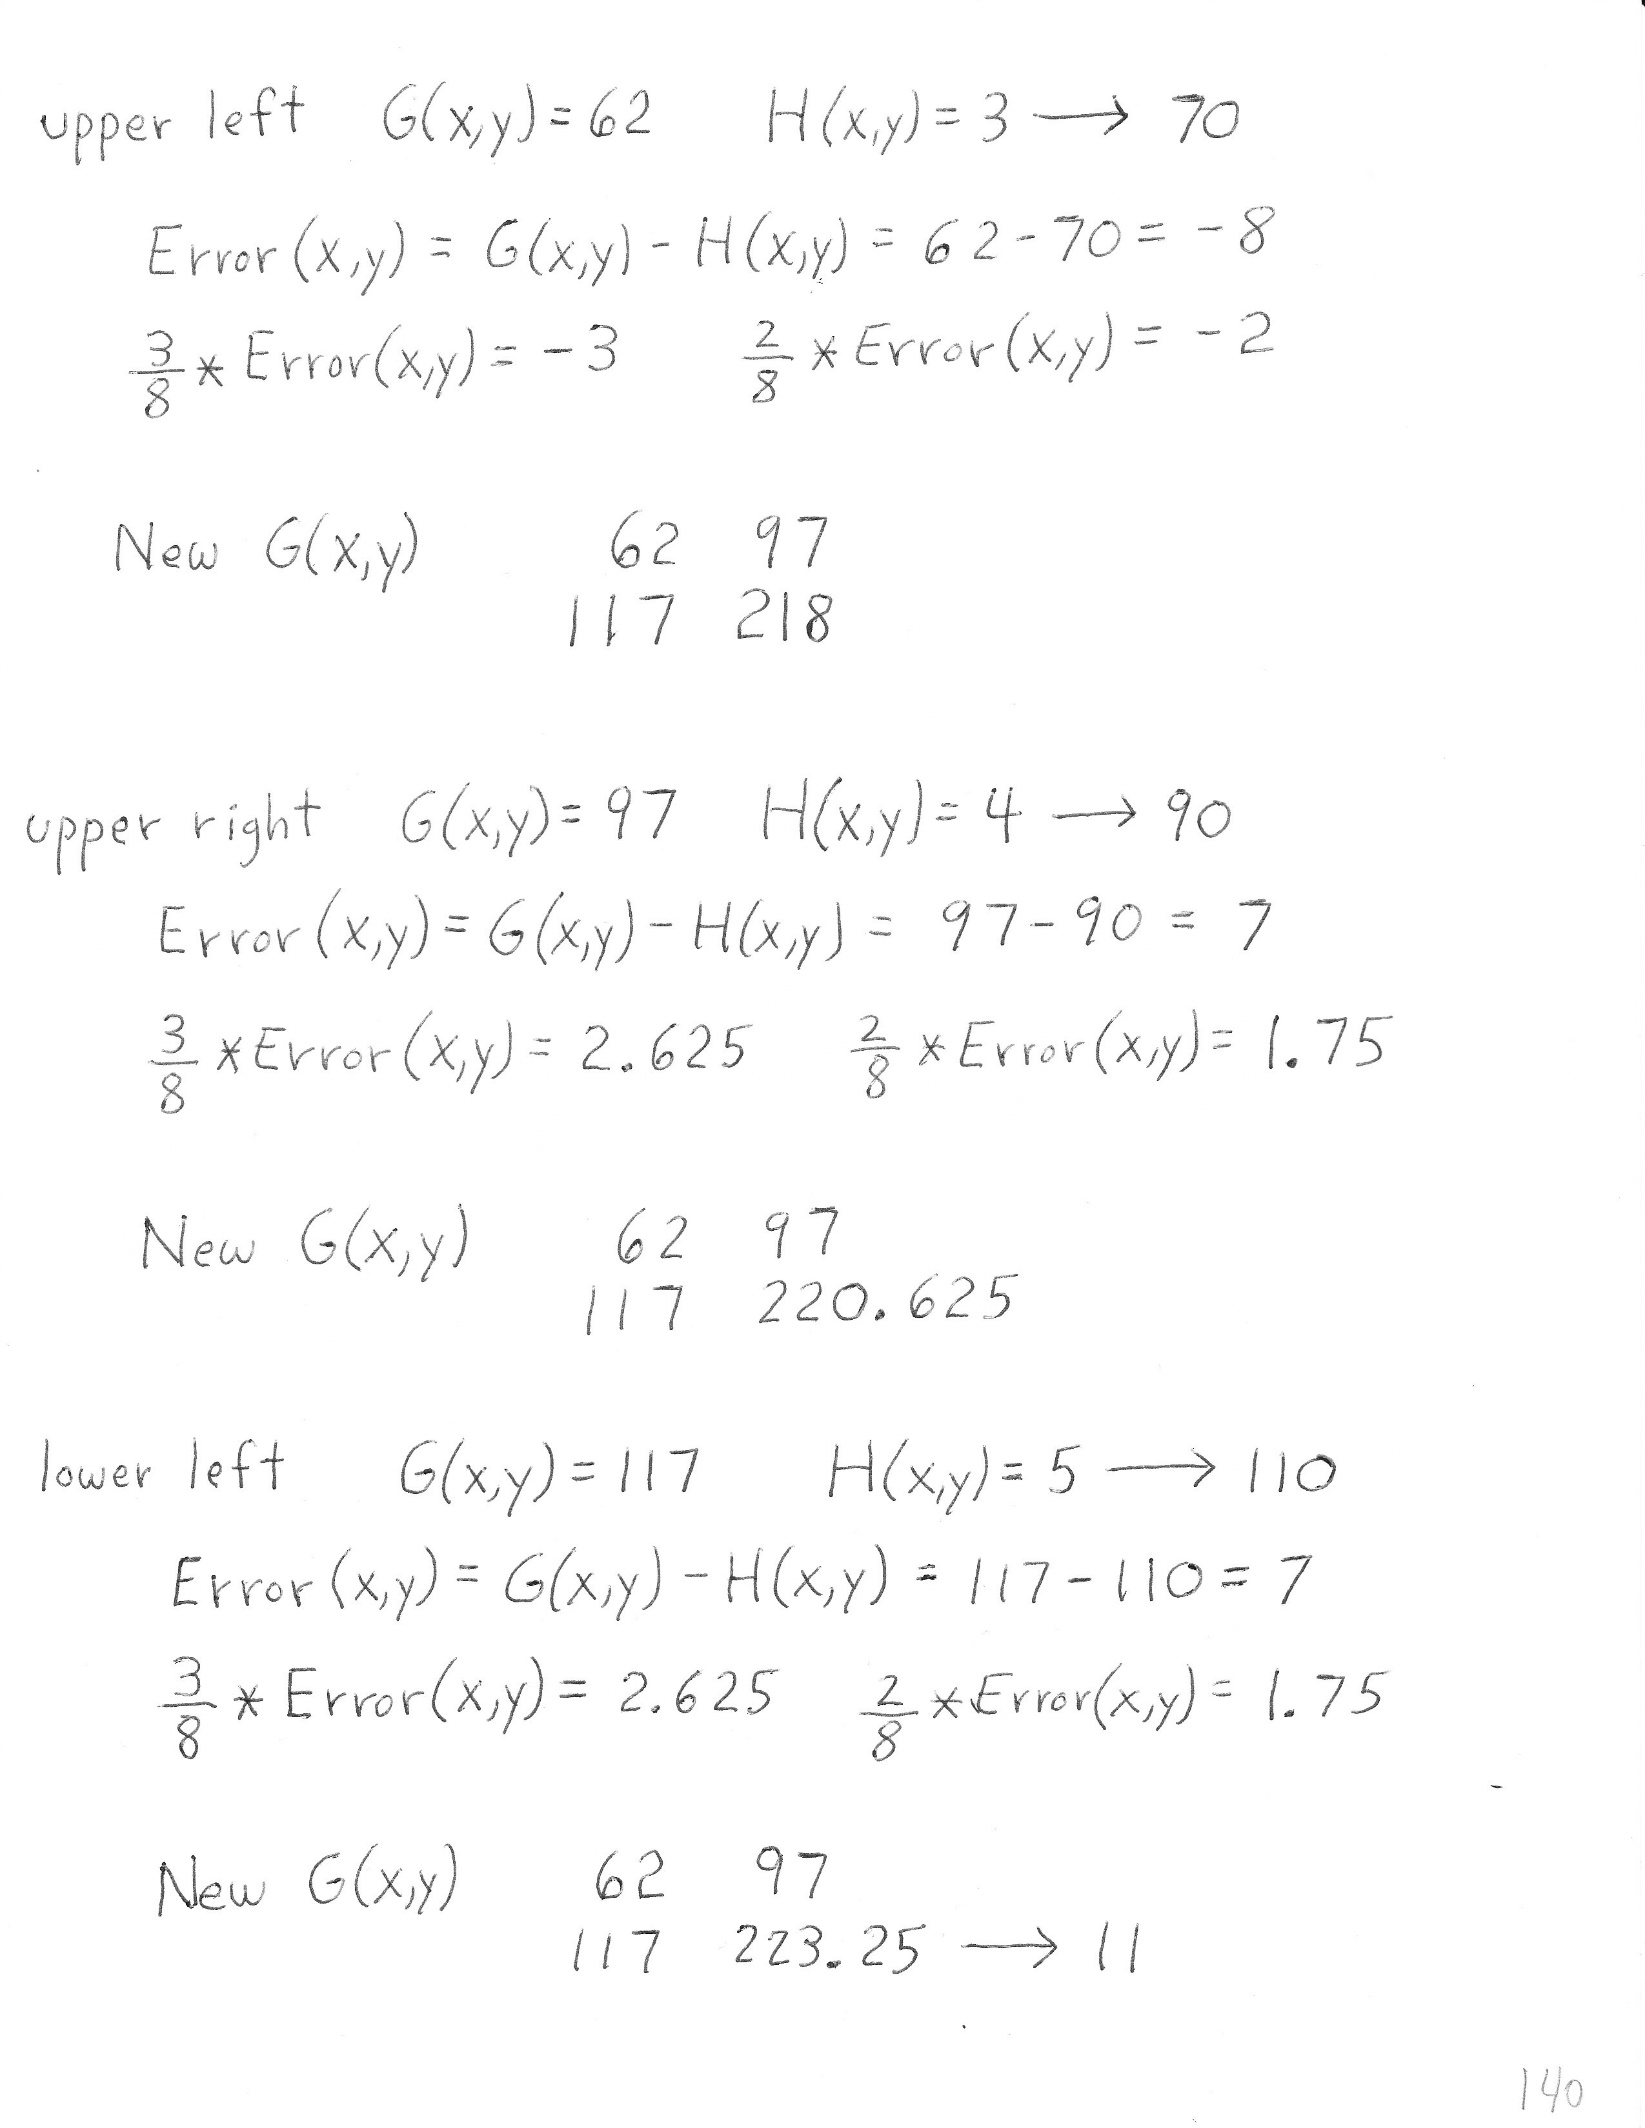 upper left G(x,y)=62 H(x,y)=3 → 70
Error(x,y) = G(x,y) - H(x,y) = 62-70 = -8
3/8 * Error(x,y) = -3 2/8 * Error(x,y) = -2
New G(x,y) 62 97
117 218
upper right G(x,y)=97 H(x,y)=4 → 90
Error(x,y) = G(x,y) - H(x,y) = 97-90 = 7
3/8 * Error(x,y) = 2.625 2/8 * Error(x,y) = 1.75
New G(x,y) 62 97
117 220.625
lower left G(x,y)=117 H(x,y)=5 → 110
Error(x,y) = G(x,y) - H(x,y) = 117-110 = 7
3/8 * Error(x,y) = 2.625 2/8 * Error(x,y) = 1.75
New G(x,y) 62 97
117 223.25 → 11
140